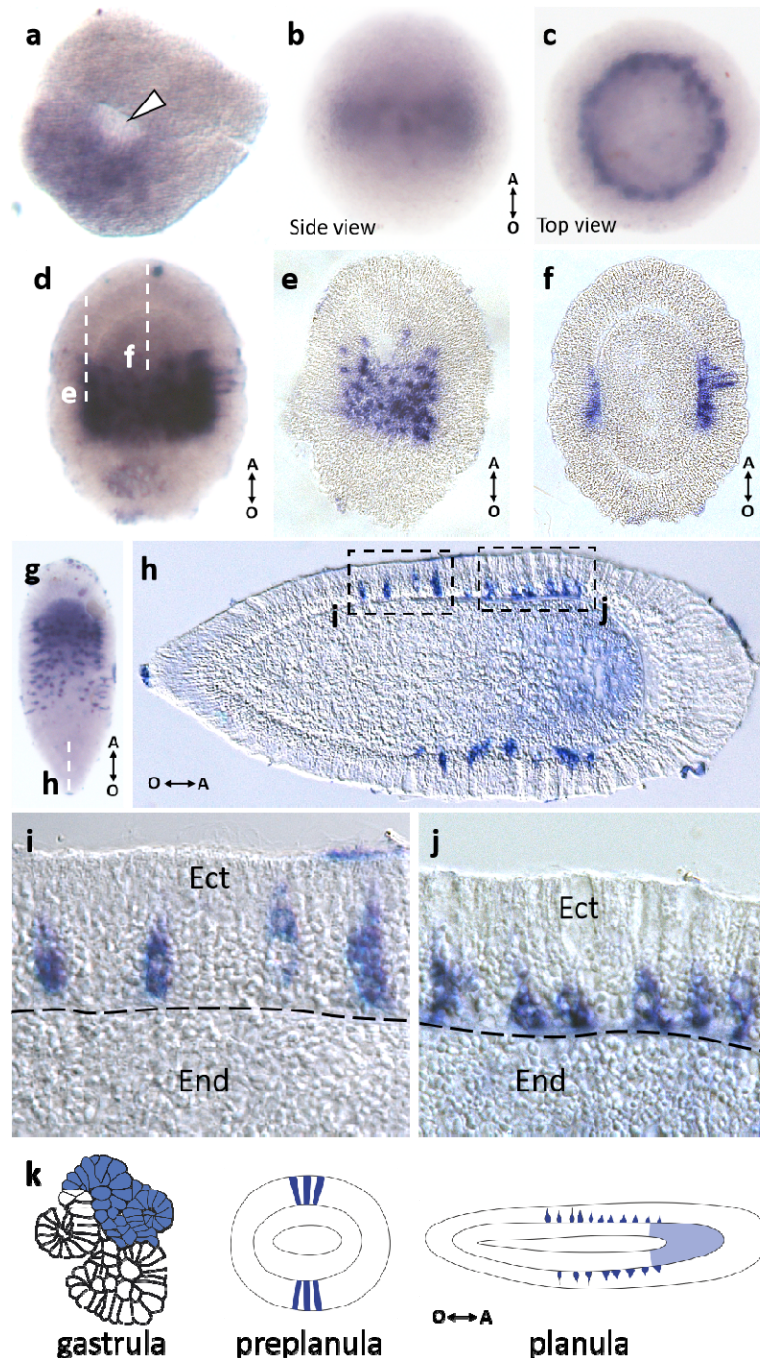 a
b
c
A
O
Side view
Top view
d
e
f
e
f
A
O
A
O
A
O
g
h
A
O
h
i
j
O A
i
Ect
End
j
Ect
End
k
O A
gastrula
preplanula
planula